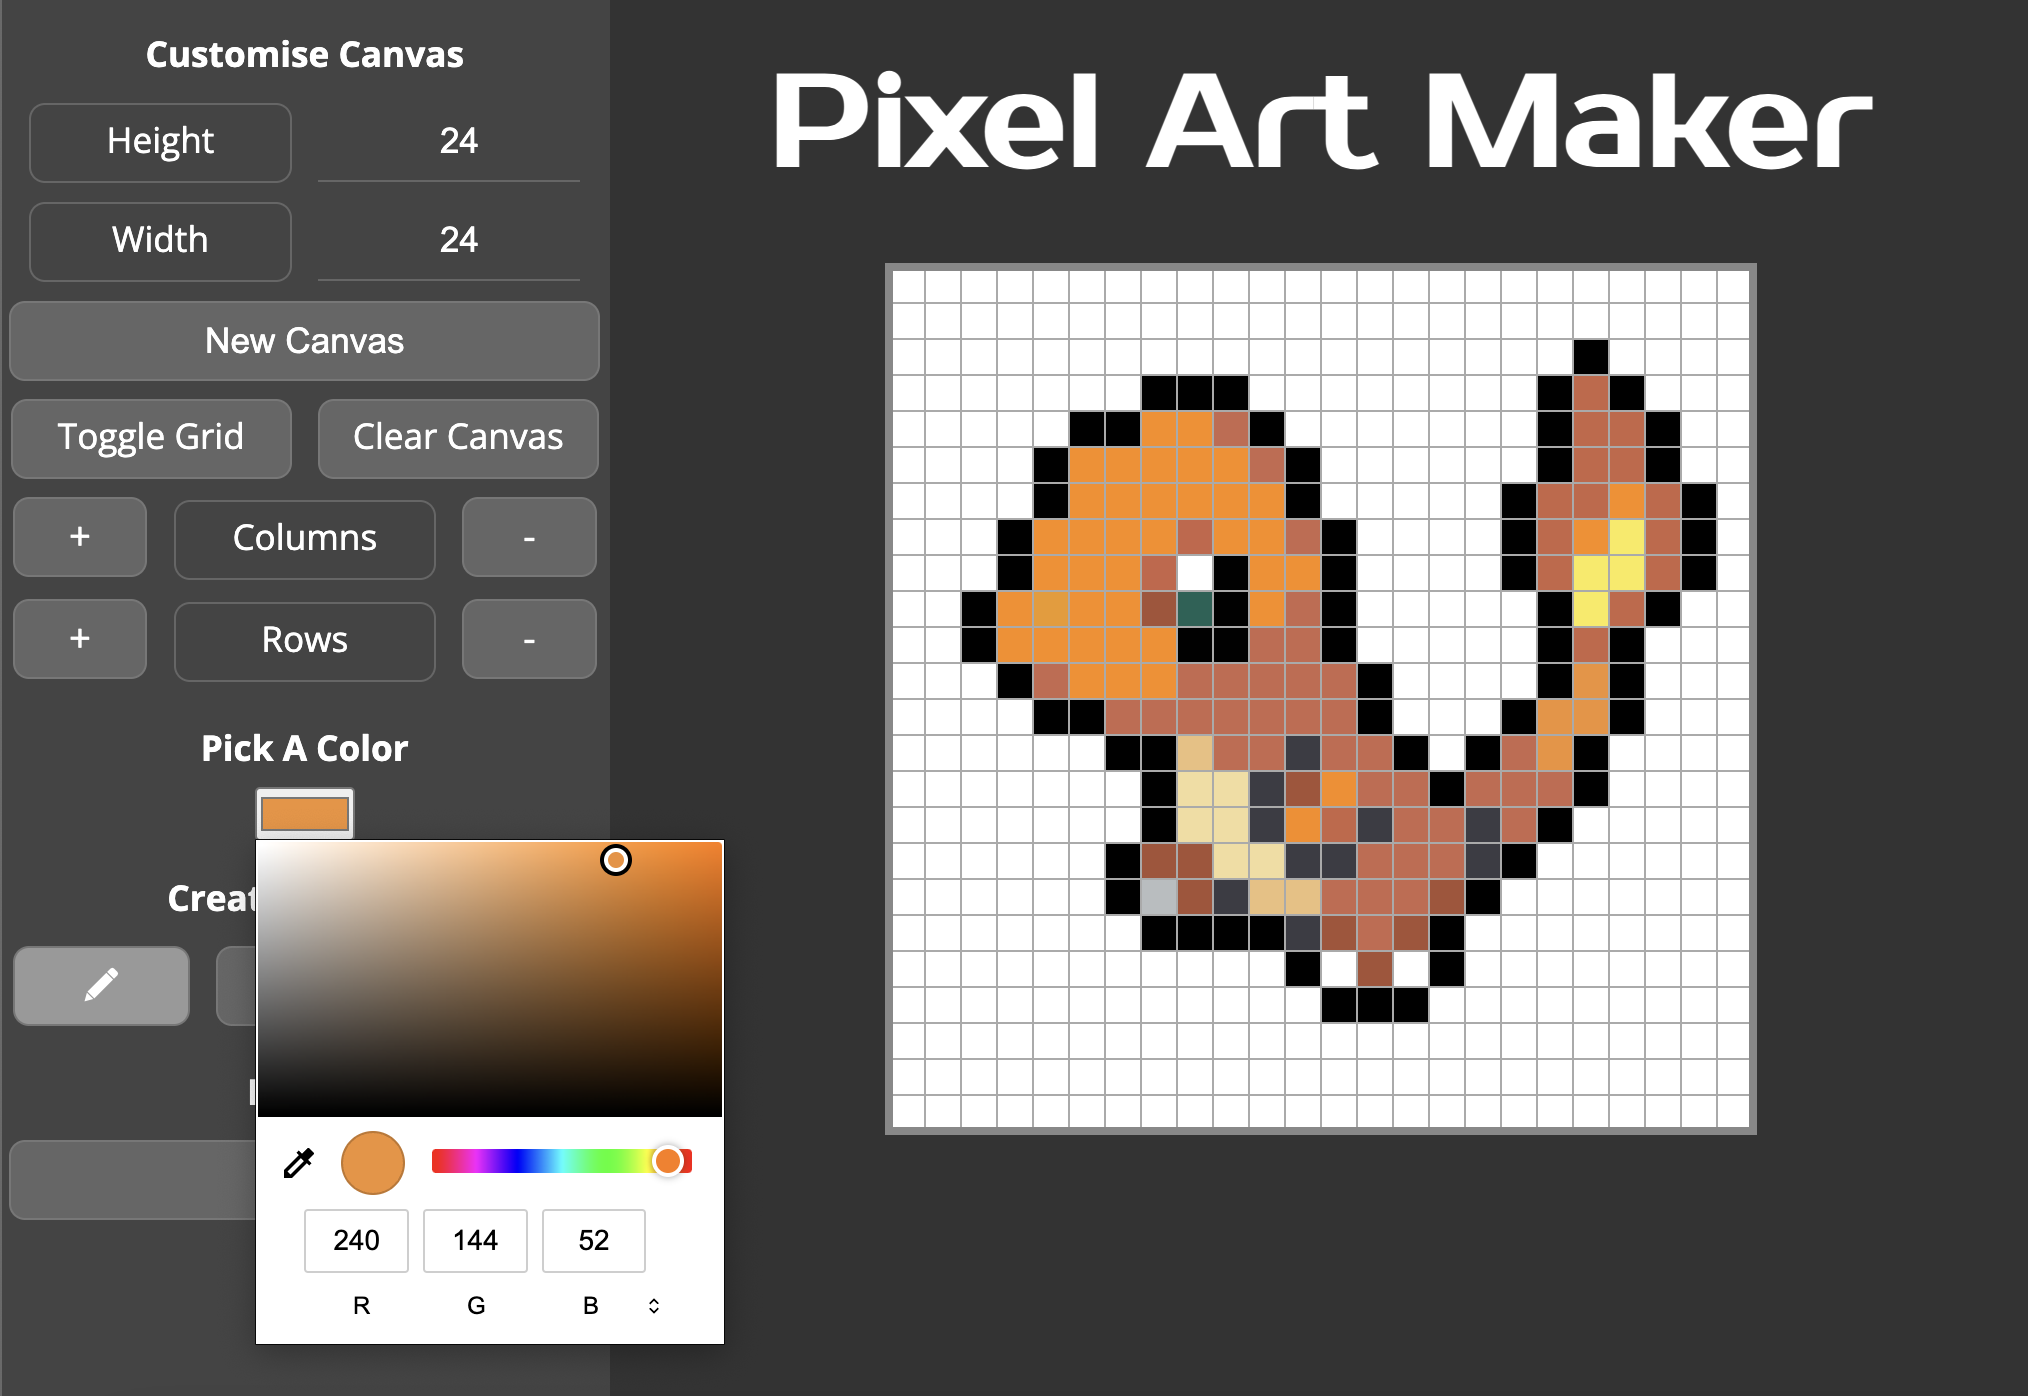 Customise Canvas
Height 24
Width 24
New Canvas
Toggle Grid Clear Canvas
+ Columns -
+ Rows -
Pick A Color
240 144 52
R G B
Pixel Art Maker